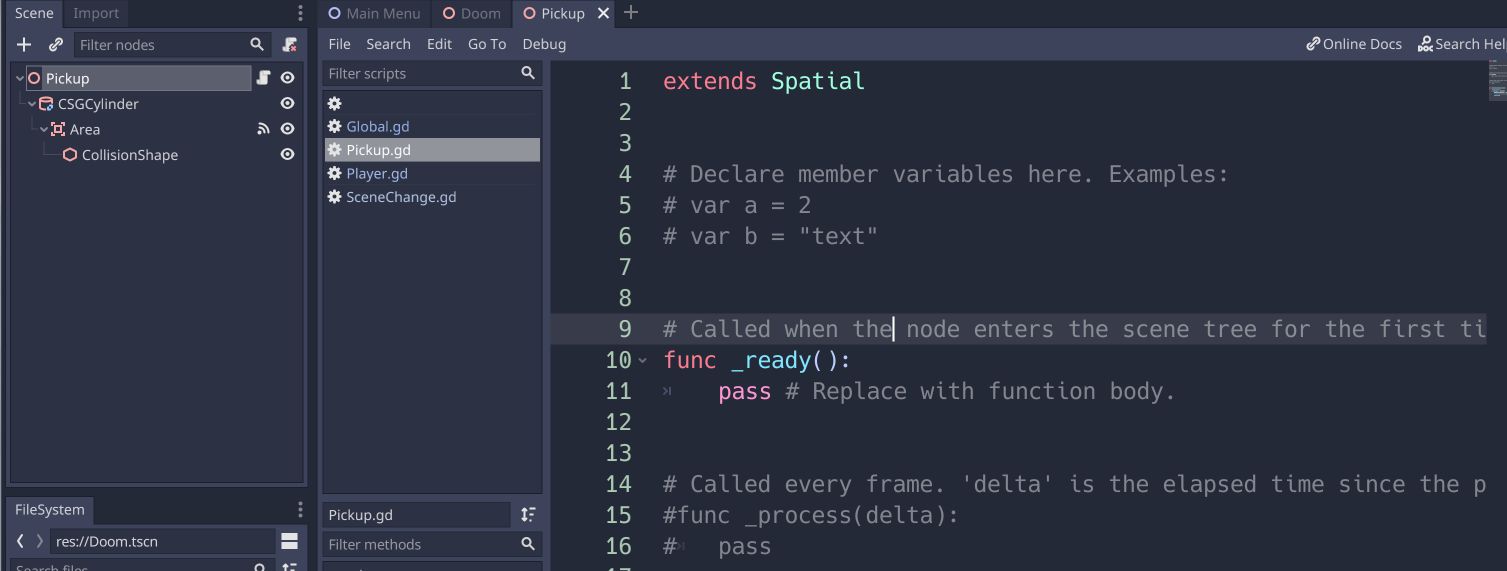 Scene Import
Filter nodes
Pickup
CSGCylinder
Area
CollisionShape
FileSystem
res://Doom.tscn
Search files
Main Menu Doom Pickup
File Search Edit Go To Debug Online Docs Search Hel
Filter scripts
Global.gd
Pickup.gd
Player.gd
SceneChange.gd
Pickup.gd
Filter methods
1 extends Spatial
2
3
4 # Declare member variables here. Examples:
5 # var a = 2
6 # var b = "text"
7
8
9 # Called when the node enters the scene tree for the first ti
10 func _ready():
11 pass # Replace with function body.
12
13
14 # Called every frame. 'delta' is the elapsed time since the p
15 #func _process(delta):
16 # pass
17